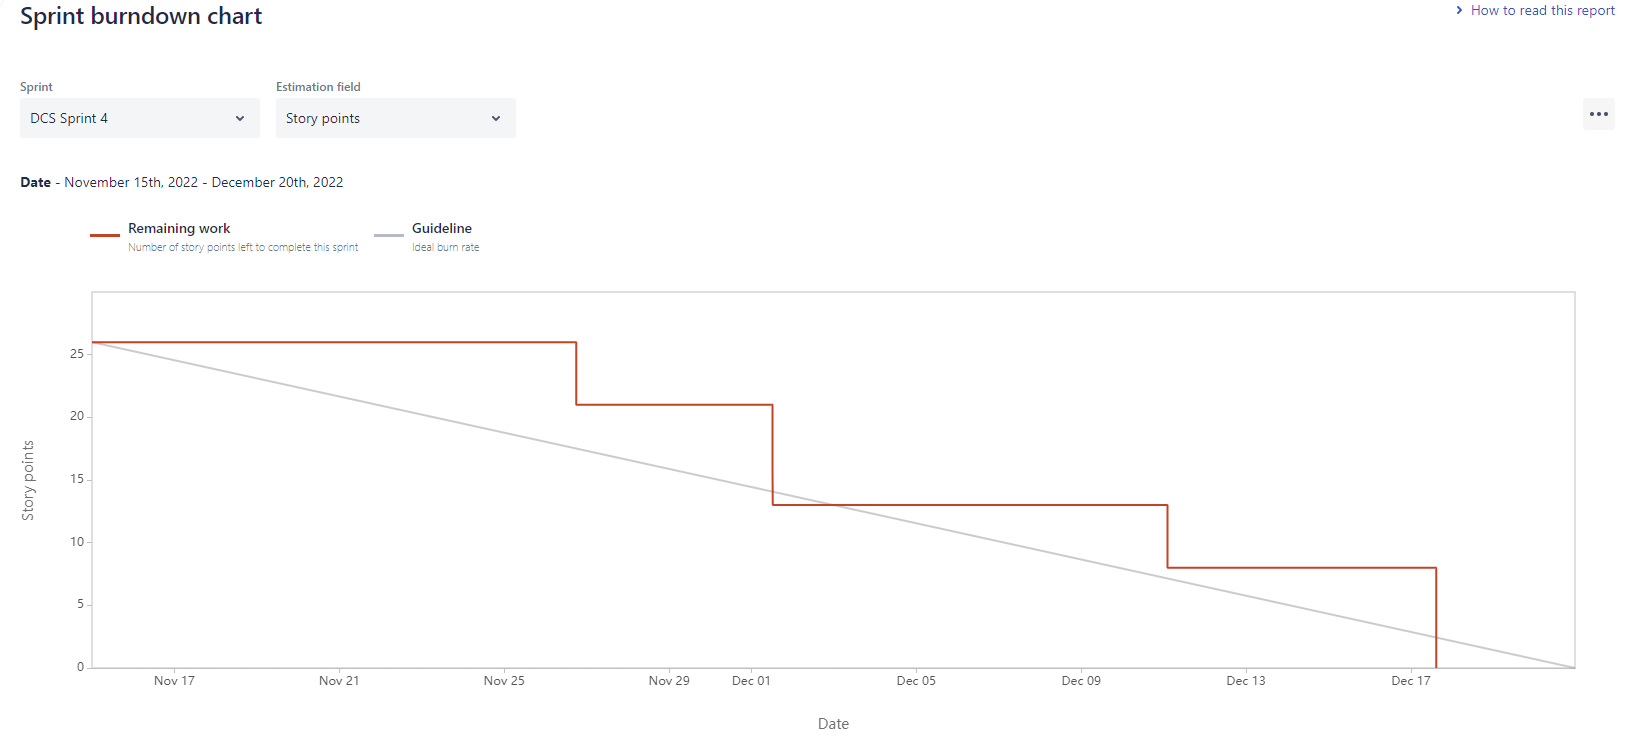 Sprint burndown chart
How to read this report
Sprint
Estimation field
DCS Sprint 4
Story points
Date - November 15th, 2022 - December 20th, 2022
Remaining work
Number of story points left to complete this sprint
Guideline
Ideal burn rate
25
20
15
10
5
0
Story points
Nov 17 Nov 21 Nov 25 Nov 29 Dec 01 Dec 05 Dec 09 Dec 13 Dec 17
Date